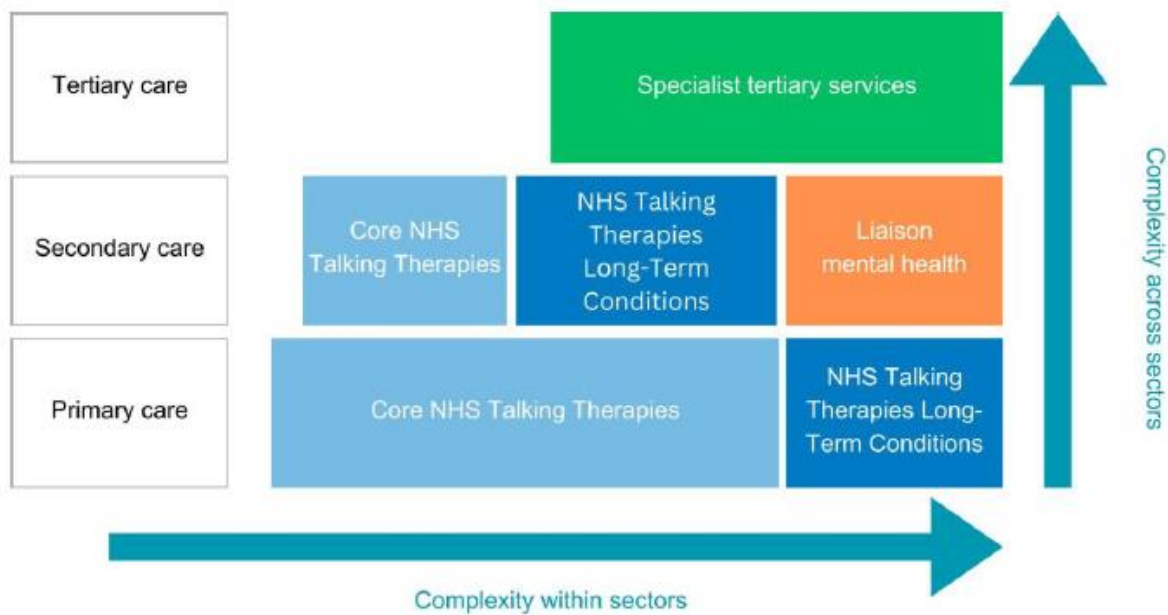 Tertiary care
Specialist tertiary services
Secondary care
Core NHS
Talking Therapies
NHS Talking
Therapies
Long-Term
Conditions
Liaison
mental health
Primary care
Core NHS Talking Therapies
NHS Talking
Therapies Long-
Term Conditions
Complexity across sectors
Complexity within sectors